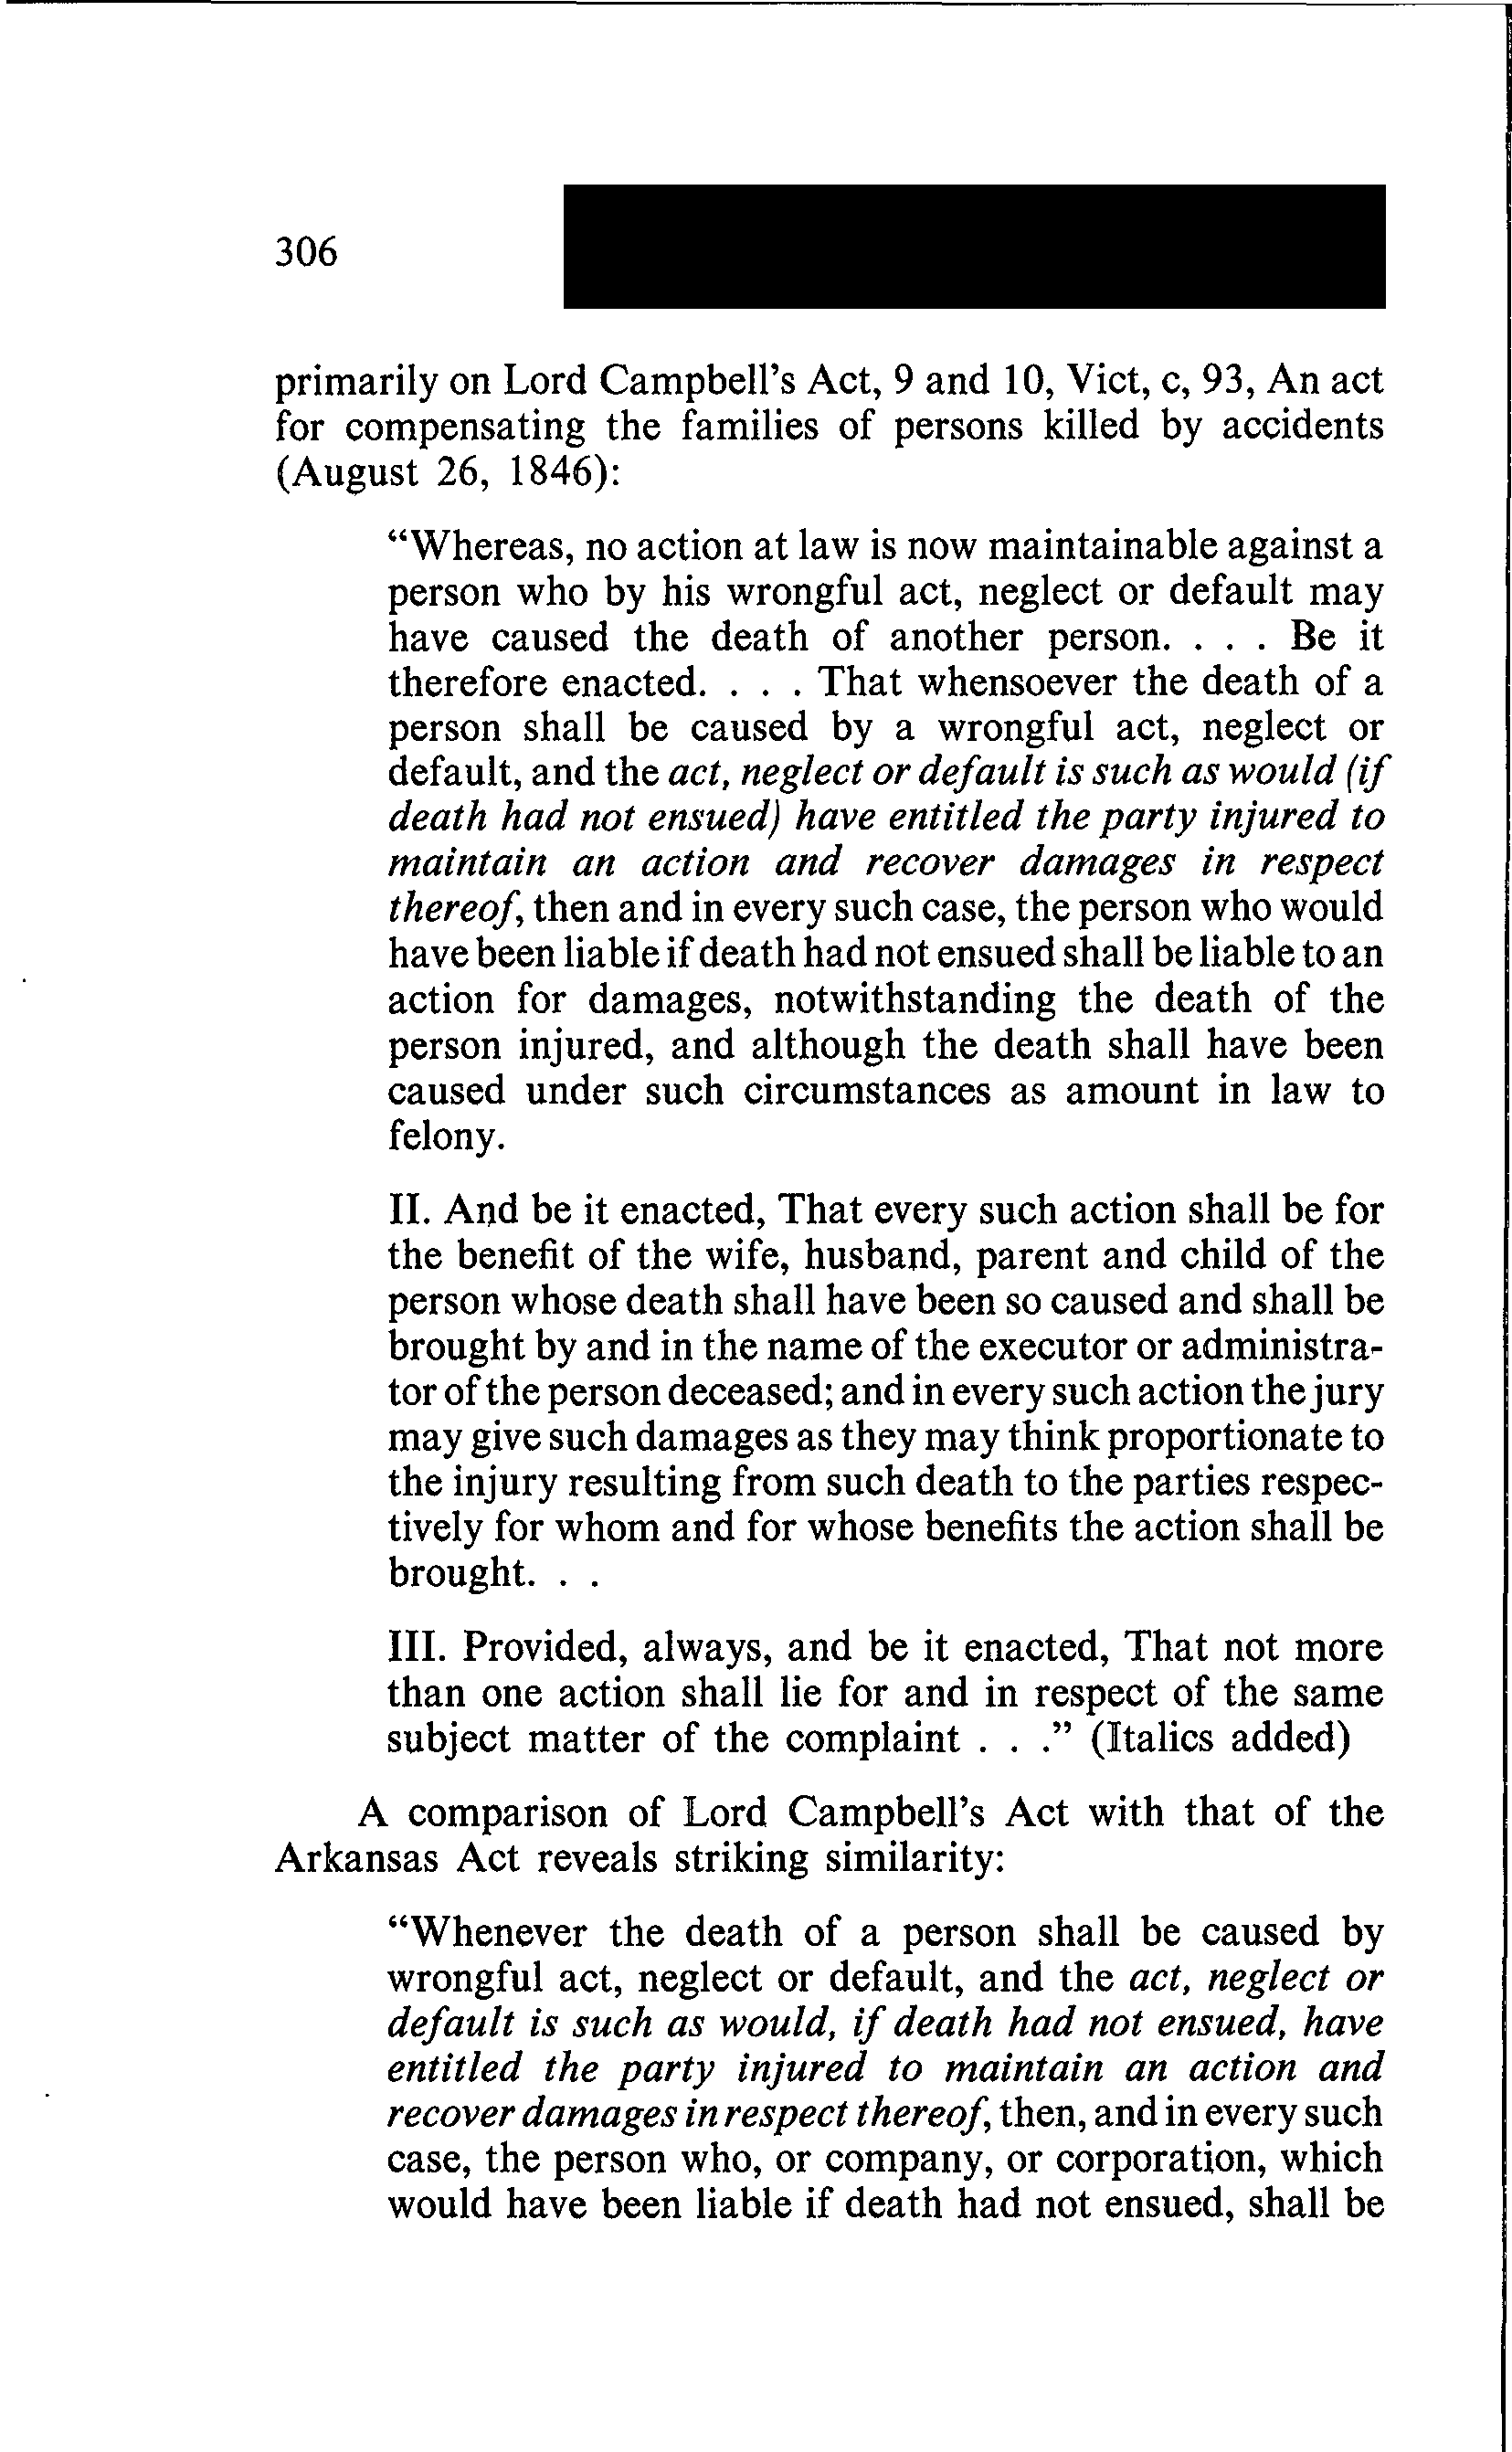 306
primarily on Lord Campbell's Act, 9 and 10, Vict, c, 93, An act
for compensating the families of persons killed by accidents
(August 26, 1846):
“Whereas, no action at law is now maintainable against a
person who by his wrongful act, neglect or default may
have caused the death of another person. . . . Be it
therefore enacted. . . . That whensoever the death of a
person shall be caused by a wrongful act, neglect or
default, and the act, neglect or default is such as would (if
death had not ensued) have entitled the party injured to
maintain an action and recover damages in respect
thereof, then and in every such case, the person who would
have been liable if death had not ensued shall be liable to an
action for damages, notwithstanding the death of the
person injured, and although the death shall have been
caused under such circumstances as amount in law to
felony.
II. And be it enacted, That every such action shall be for
the benefit of the wife, husband, parent and child of the
person whose death shall have been so caused and shall be
brought by and in the name of the executor or administra-
tor of the person deceased; and in every such action the jury
may give such damages as they may think proportionate to
the injury resulting from such death to the parties respec-
tively for whom and for whose benefits the action shall be
brought. . .
III. Provided, always, and be it enacted, That not more
than one action shall lie for and in respect of the same
subject matter of the complaint . . .” (Italics added)
A comparison of Lord Campbell's Act with that of the
Arkansas Act reveals striking similarity:
“Whenever the death of a person shall be caused by
wrongful act, neglect or default, and the act, neglect or
default is such as would, if death had not ensued, have
entitled the party injured to maintain an action and
recover damages in respect thereof, then, and in every such
case, the person who, or company, or corporation, which
would have been liable if death had not ensued, shall be